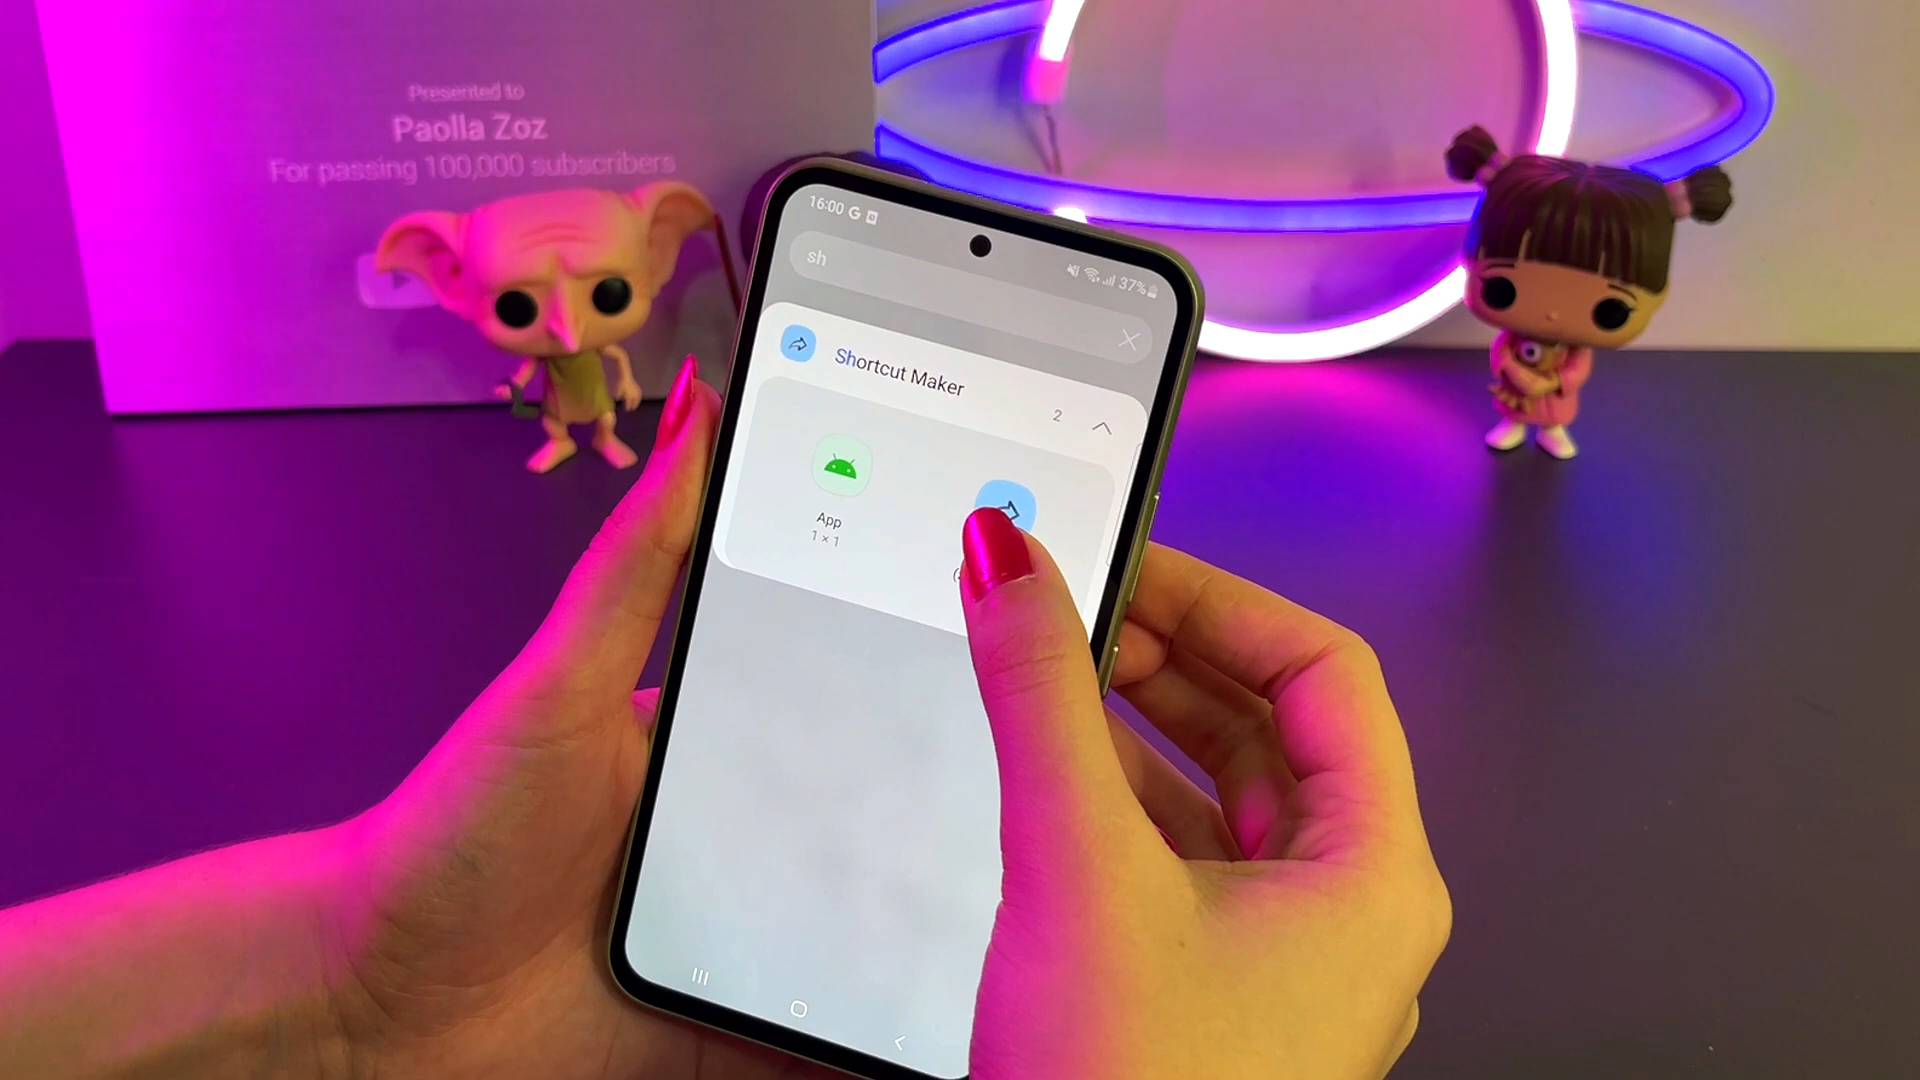 Presented to
Paolla Zoz
For passing 100,000 subscribers
16:00
37%
sh
Shortcut Maker
2
App
1 × 1